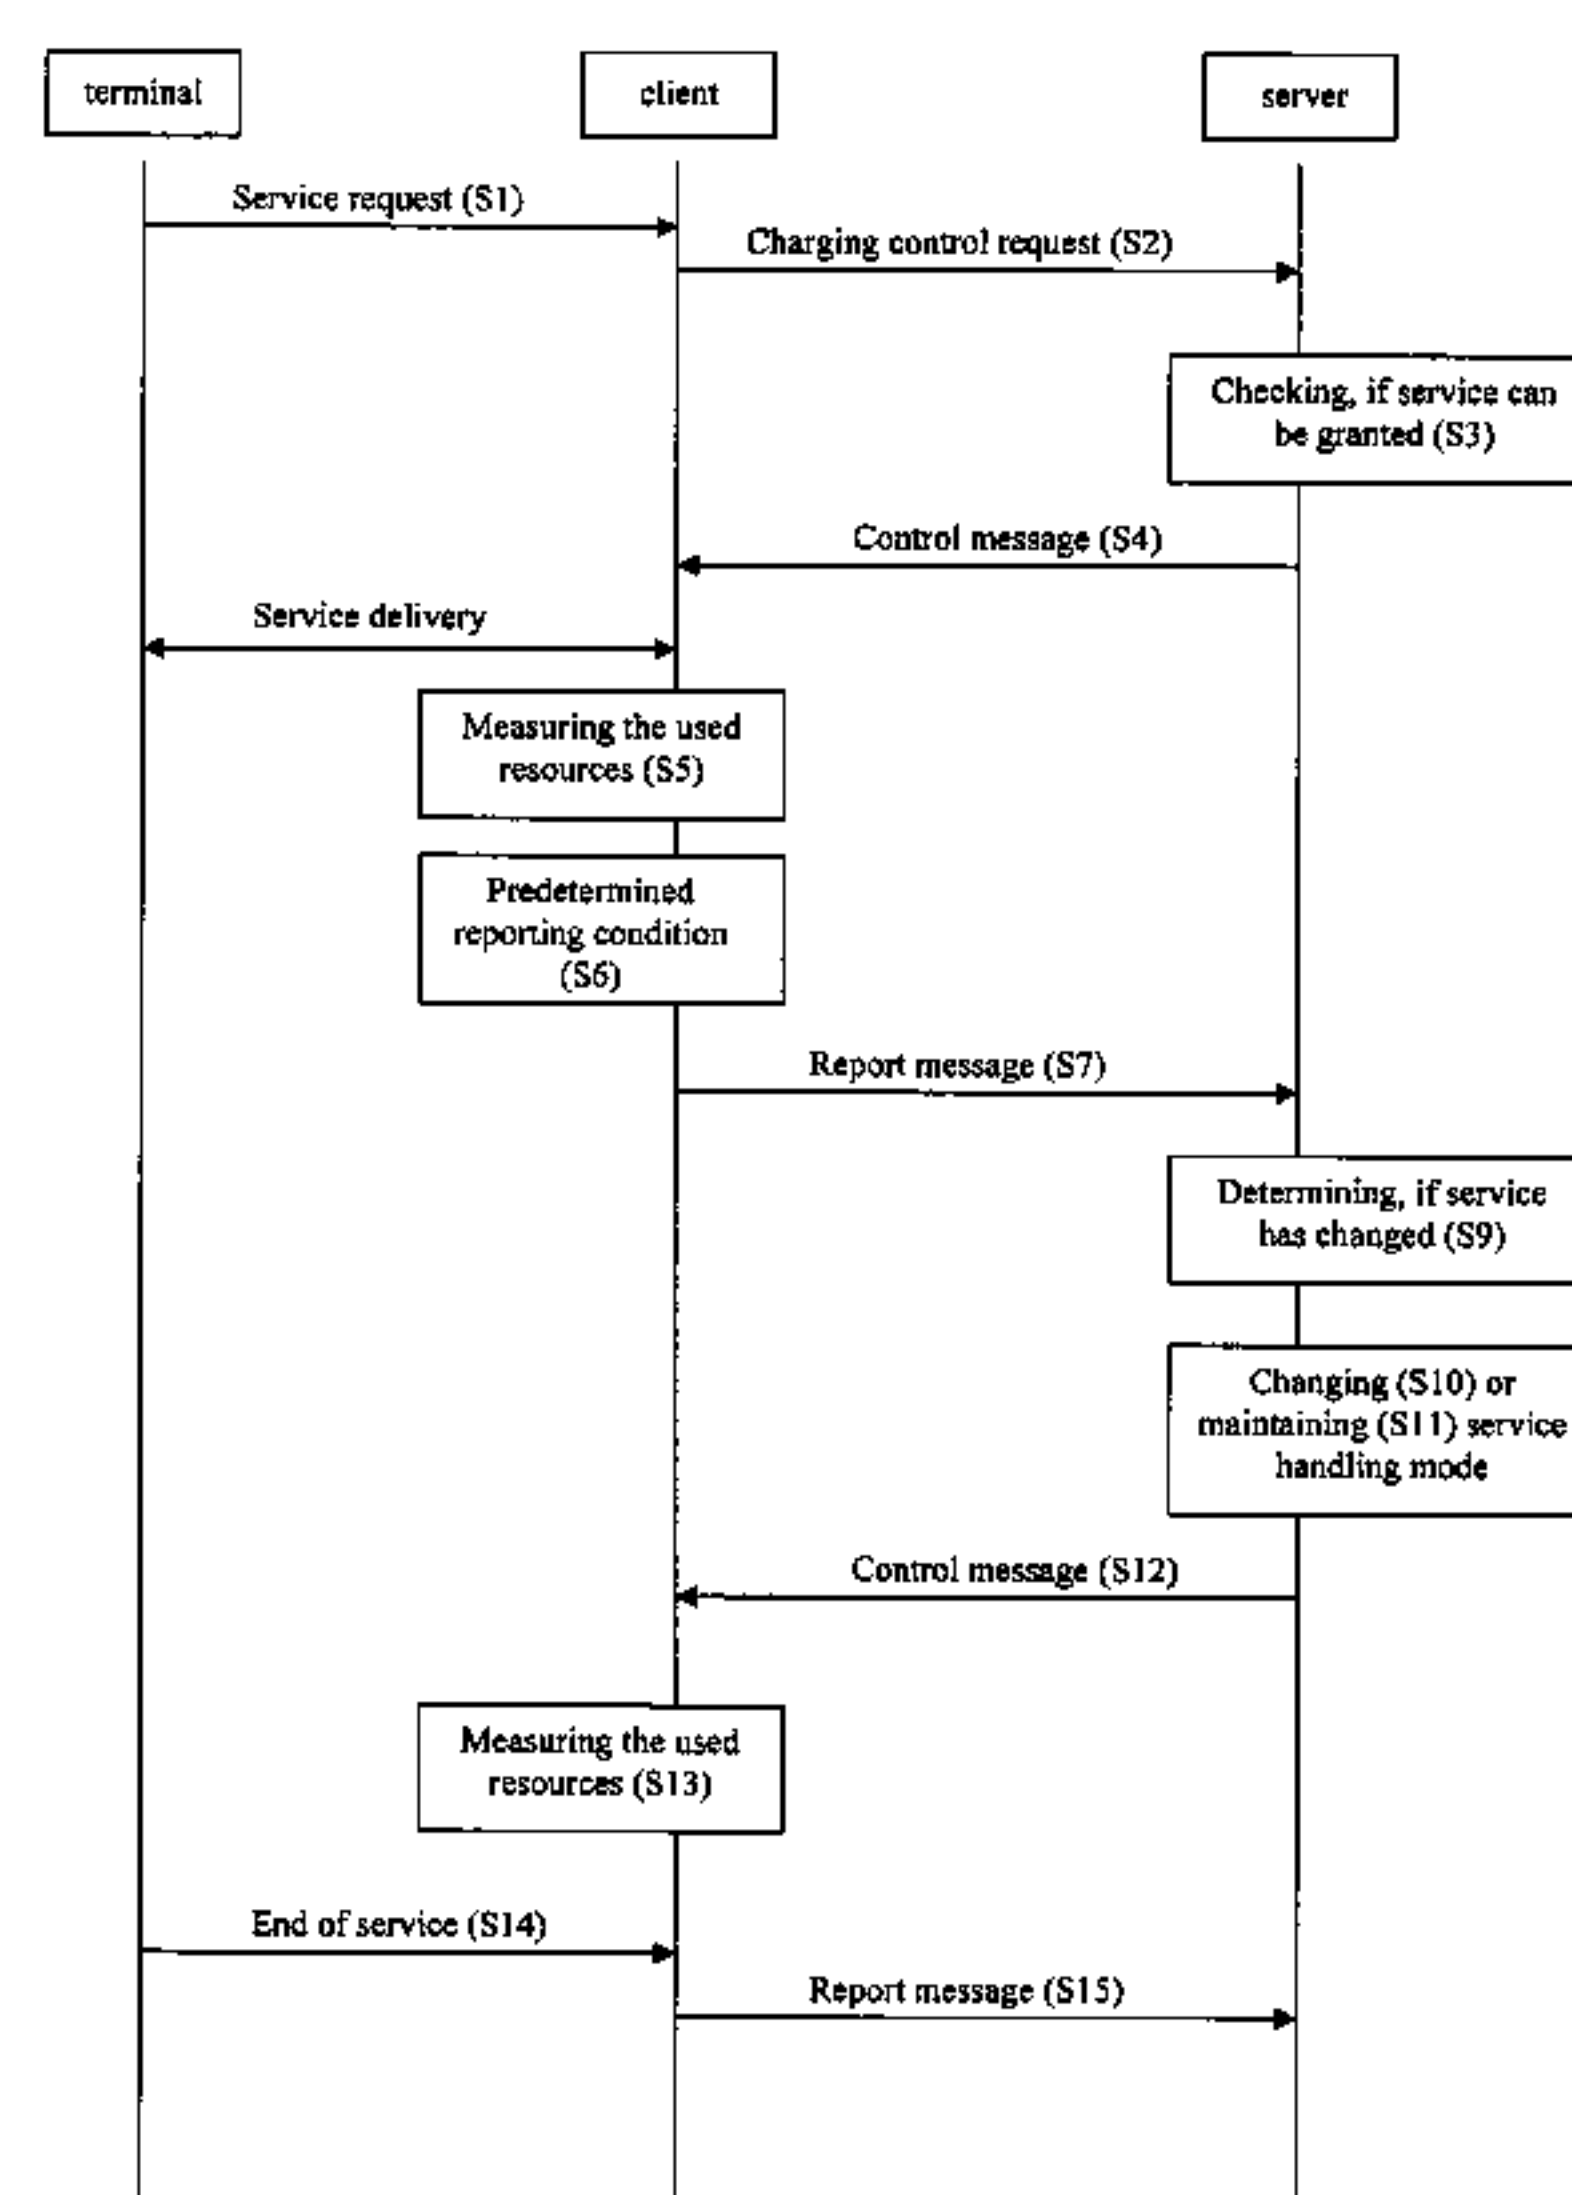 terminal
client
server
Service request (S1)
Charging control request (S2)
Checking, if service can
be granted (S3)
Control message (S4)
Service delivery
Measuring the used
resources (S5)
Predetermined
reporting condition
(S6)
Report message (S7)
Determining, if service
has changed (S9)
Changing (S10) or
maintaining (S11) service
handling mode
Control message (S12)
Measuring the used
resources (S13)
End of service (S14)
Report message (S15)